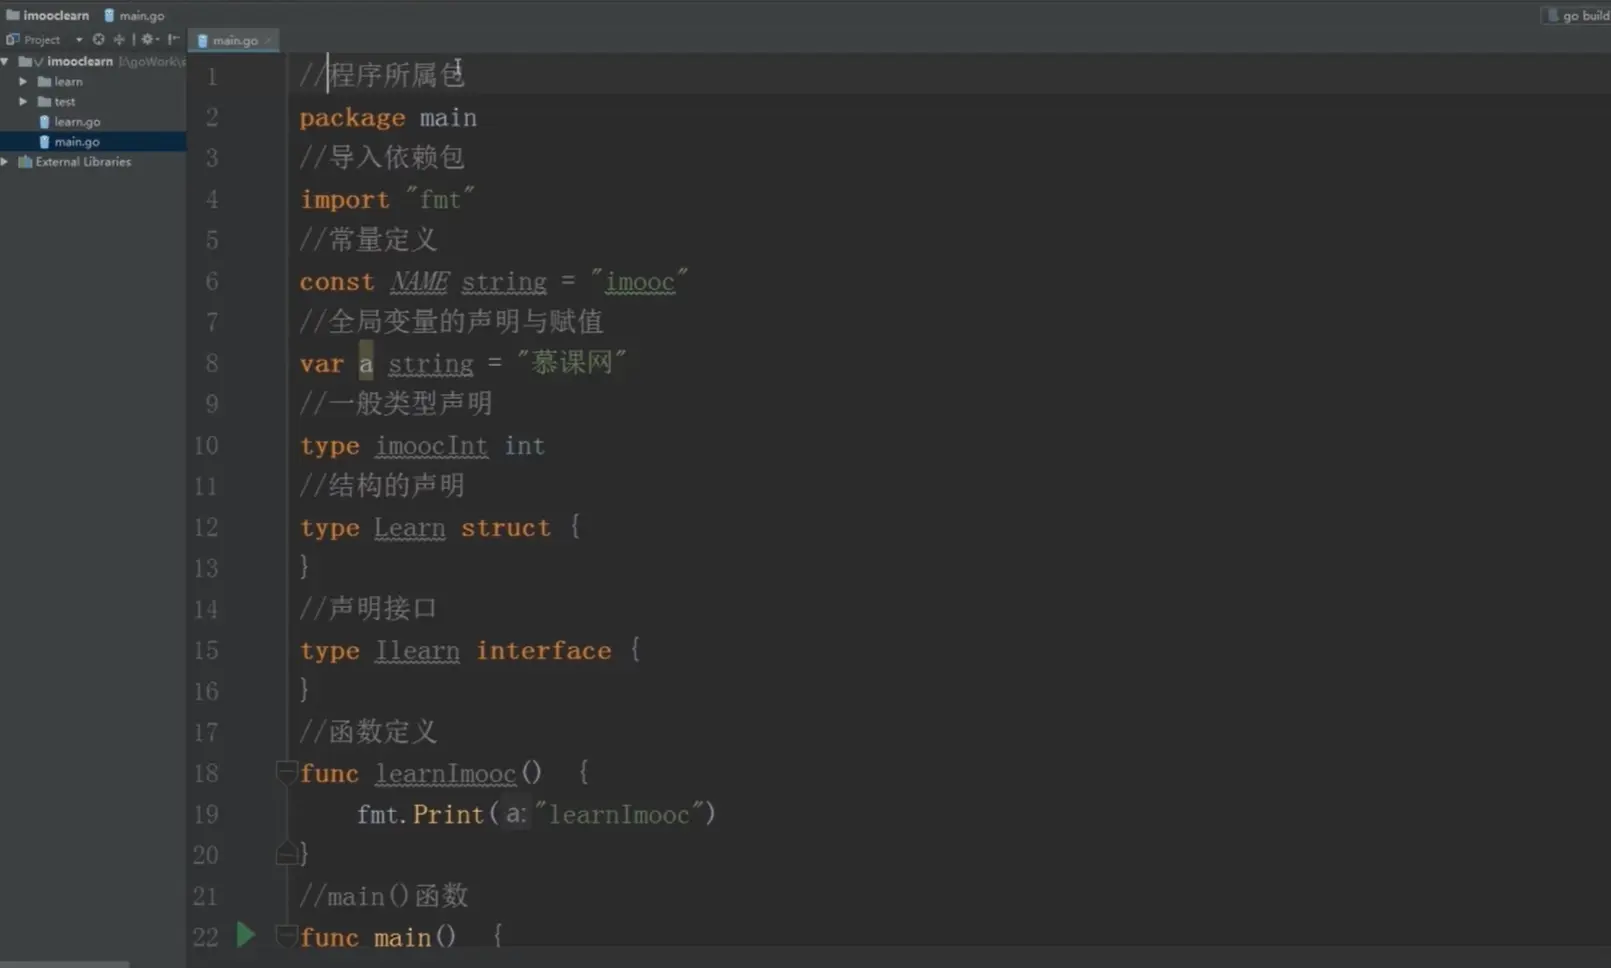 imooclearn main.go go build
Project main.go
imooclearn
learn
test
learn.go
main.go
External Libraries
1 //程序所属包
2 package main
3 //导入依赖包
4 import "fmt"
5 //常量定义
6 const NAME string = "imooc"
7 //全局变量的声明与赋值
8 var a string = "慕课网"
9 //一般类型声明
10 type imoocInt int
11 //结构的声明
12 type Learn struct {
13 }
14 //声明接口
15 type Ilearn interface {
16 }
17 //函数定义
18 func learnImooc() {
19 fmt.Print(a:"learnImooc")
20 }
21 //main()函数
22 func main() {